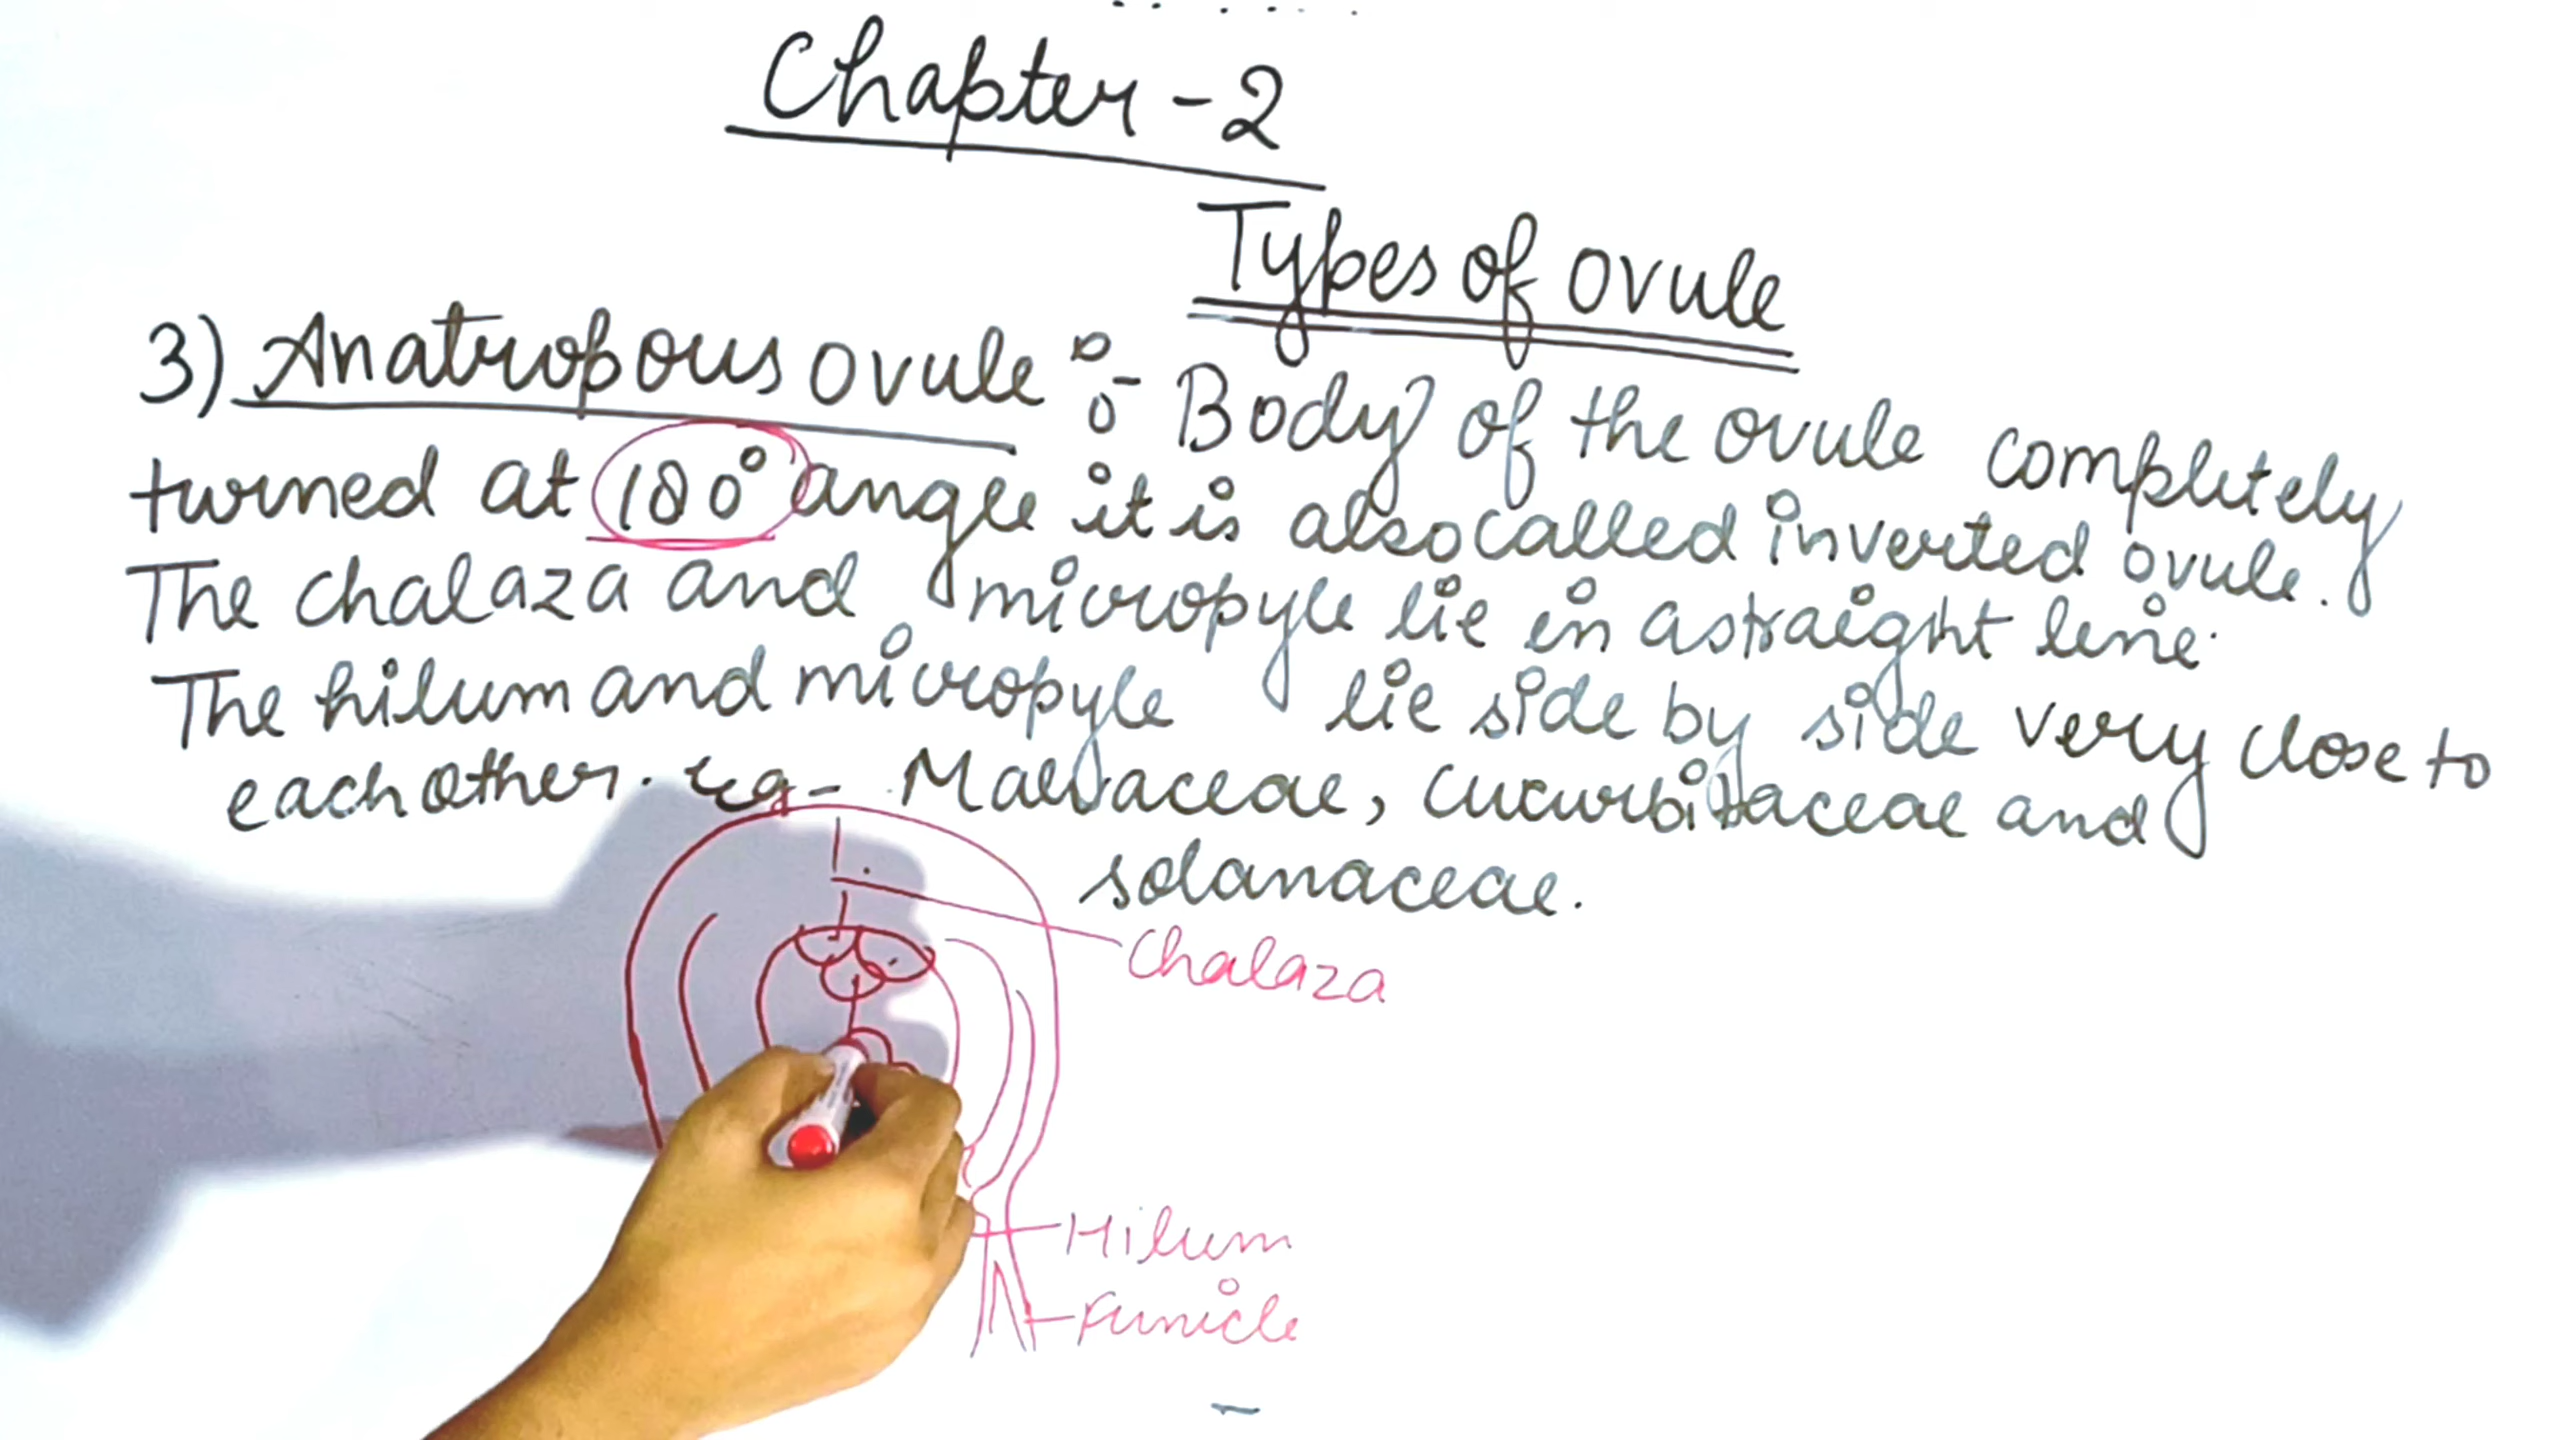 Chapter - 2
Types of ovule
3) Anatropous ovule :- Body of the ovule completely
turned at 180° angle it is also called inverted ovule.
The chalaza and micropyle lie in a straight line.
The hilum and micropyle lie side by side very close to
each other. eg - Malvaceae, cucurbitaceae and
solanaceae.
Chalaza
Hilum
Funicle